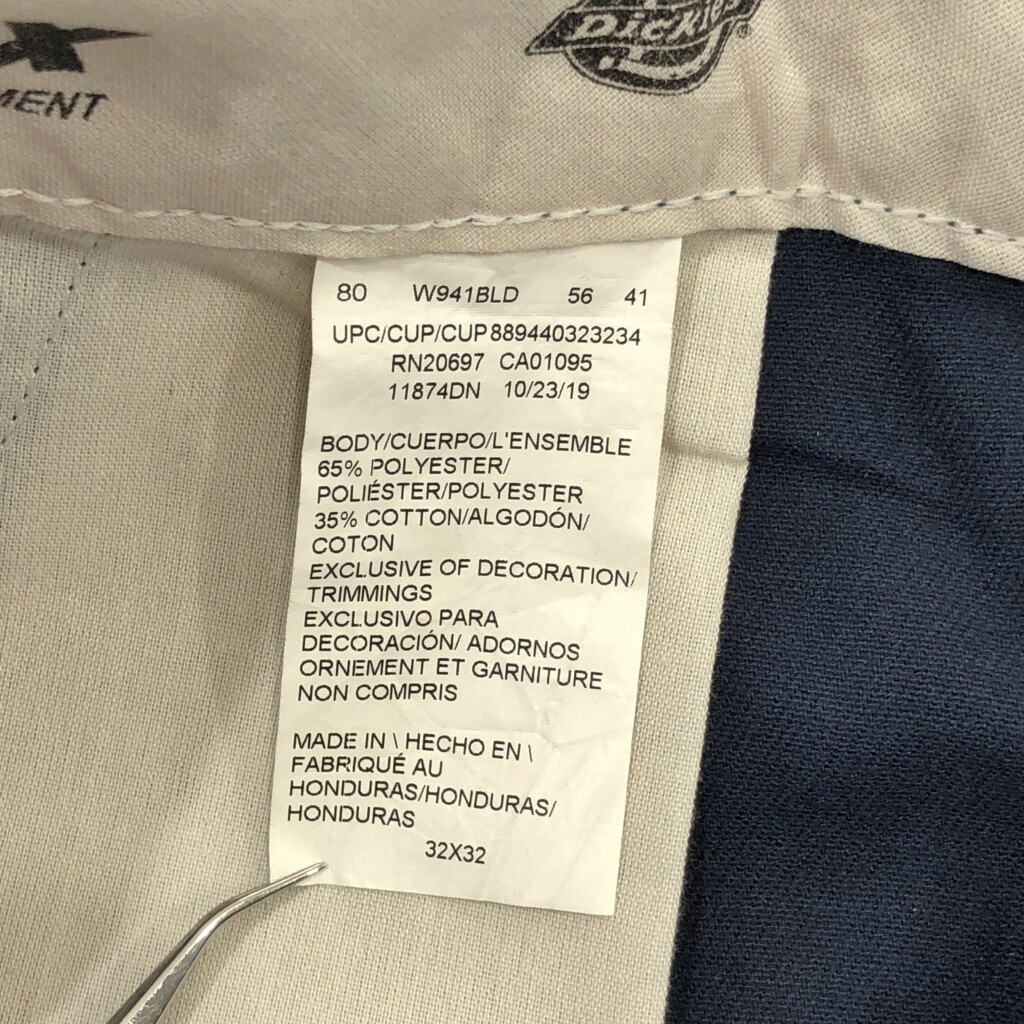 X
MENT
Dickies
80 W941BLD 56 41
UPC/CUP/CUP889440323234
RN20697 CA01095
11874DN 10/23/19
BODY/CUERPO/L'ENSEMBLE
65% POLYESTER/
POLIÉSTER/POLYESTER
35% COTTON/ALGODÓN/
COTON
EXCLUSIVE OF DECORATION/
TRIMMINGS
EXCLUSIVO PARA
DECORACIÓN/ ADORNOS
ORNEMENT ET GARNITURE
NON COMPRIS
MADE IN \ HECHO EN \
FABRIQUÉ AU
HONDURAS/HONDURAS/
HONDURAS
32X32